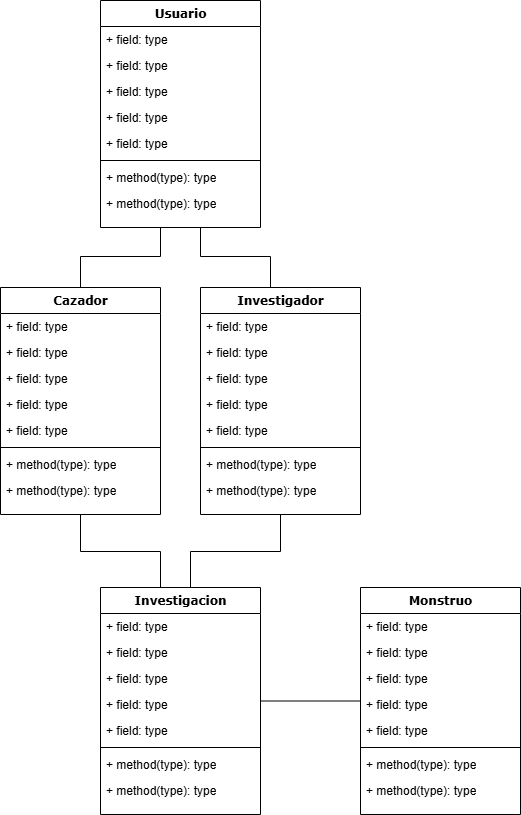 Usuario
+ field: type
+ field: type
+ field: type
+ field: type
+ field: type
+ method(type): type
+ method(type): type
Cazador
+ field: type
+ field: type
+ field: type
+ field: type
+ field: type
+ method(type): type
+ method(type): type
Investigador
+ field: type
+ field: type
+ field: type
+ field: type
+ field: type
+ method(type): type
+ method(type): type
Investigacion
+ field: type
+ field: type
+ field: type
+ field: type
+ field: type
+ method(type): type
+ method(type): type
Monstruo
+ field: type
+ field: type
+ field: type
+ field: type
+ field: type
+ method(type): type
+ method(type): type